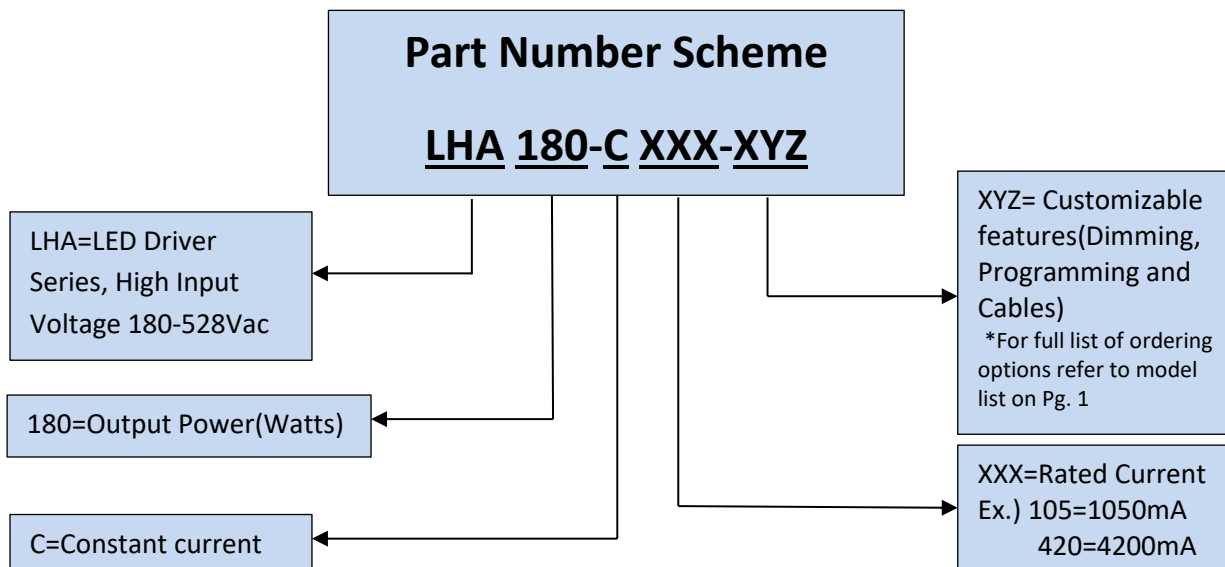 Part Number Scheme
LHA 180-C XXX-XYZ
LHA=LED Driver
Series, High Input
Voltage 180-528Vac
180=Output Power(Watts)
C=Constant current
XYZ= Customizable
features(Dimming,
Programming and
Cables)
*For full list of ordering
options refer to model
list on Pg. 1
XXX=Rated Current
Ex.) 105=1050mA
420=4200mA